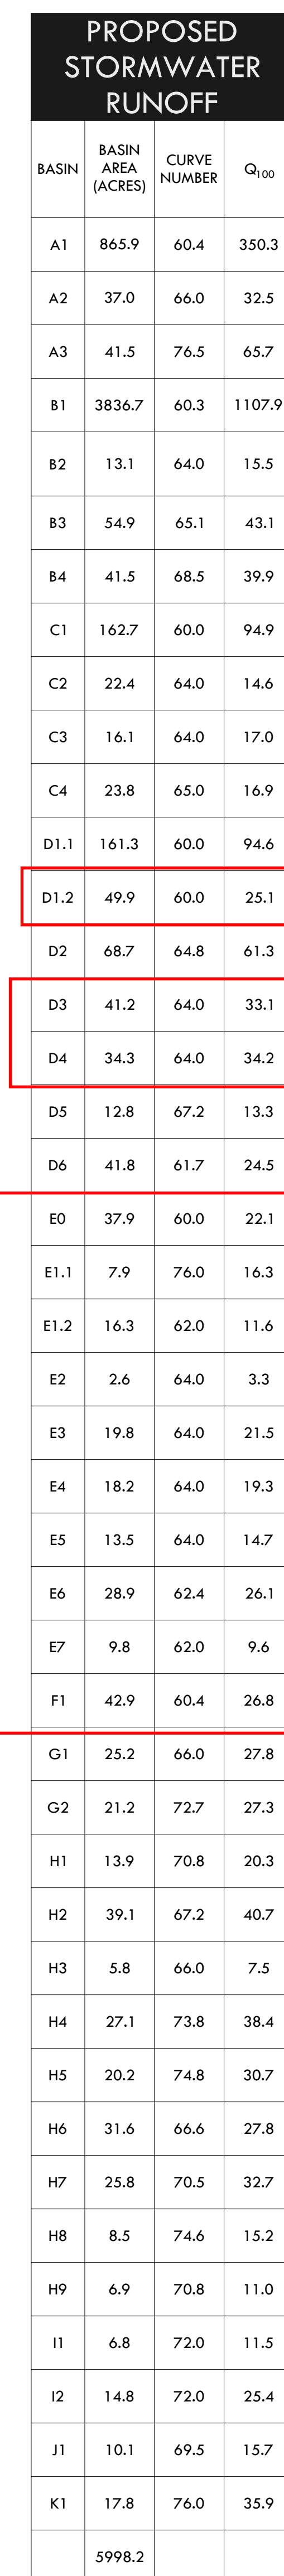 PROPOSED
STORMWATER
RUNOFF
BASIN BASIN AREA (ACRES) CURVE NUMBER Q100
A1 865.9 60.4 350.3
A2 37.0 66.0 32.5
A3 41.5 76.5 65.7
B1 3836.7 60.3 1107.9
B2 13.1 64.0 15.5
B3 54.9 65.1 43.1
B4 41.5 68.5 39.9
C1 162.7 60.0 94.9
C2 22.4 64.0 14.6
C3 16.1 64.0 17.0
C4 23.8 65.0 16.9
D1.1 161.3 60.0 94.6
D1.2 49.9 60.0 25.1
D2 68.7 64.8 61.3
D3 41.2 64.0 33.1
D4 34.3 64.0 34.2
D5 12.8 67.2 13.3
D6 41.8 61.7 24.5
E0 37.9 60.0 22.1
E1.1 7.9 76.0 16.3
E1.2 16.3 62.0 11.6
E2 2.6 64.0 3.3
E3 19.8 64.0 21.5
E4 18.2 64.0 19.3
E5 13.5 64.0 14.7
E6 28.9 62.4 26.1
E7 9.8 62.0 9.6
F1 42.9 60.4 26.8
G1 25.2 66.0 27.8
G2 21.2 72.7 27.3
H1 13.9 70.8 20.3
H2 39.1 67.2 40.7
H3 5.8 66.0 7.5
H4 27.1 73.8 38.4
H5 20.2 74.8 30.7
H6 31.6 66.6 27.8
H7 25.8 70.5 32.7
H8 8.5 74.6 15.2
H9 6.9 70.8 11.0
I1 6.8 72.0 11.5
I2 14.8 72.0 25.4
J1 10.1 69.5 15.7
K1 17.8 76.0 35.9
5998.2